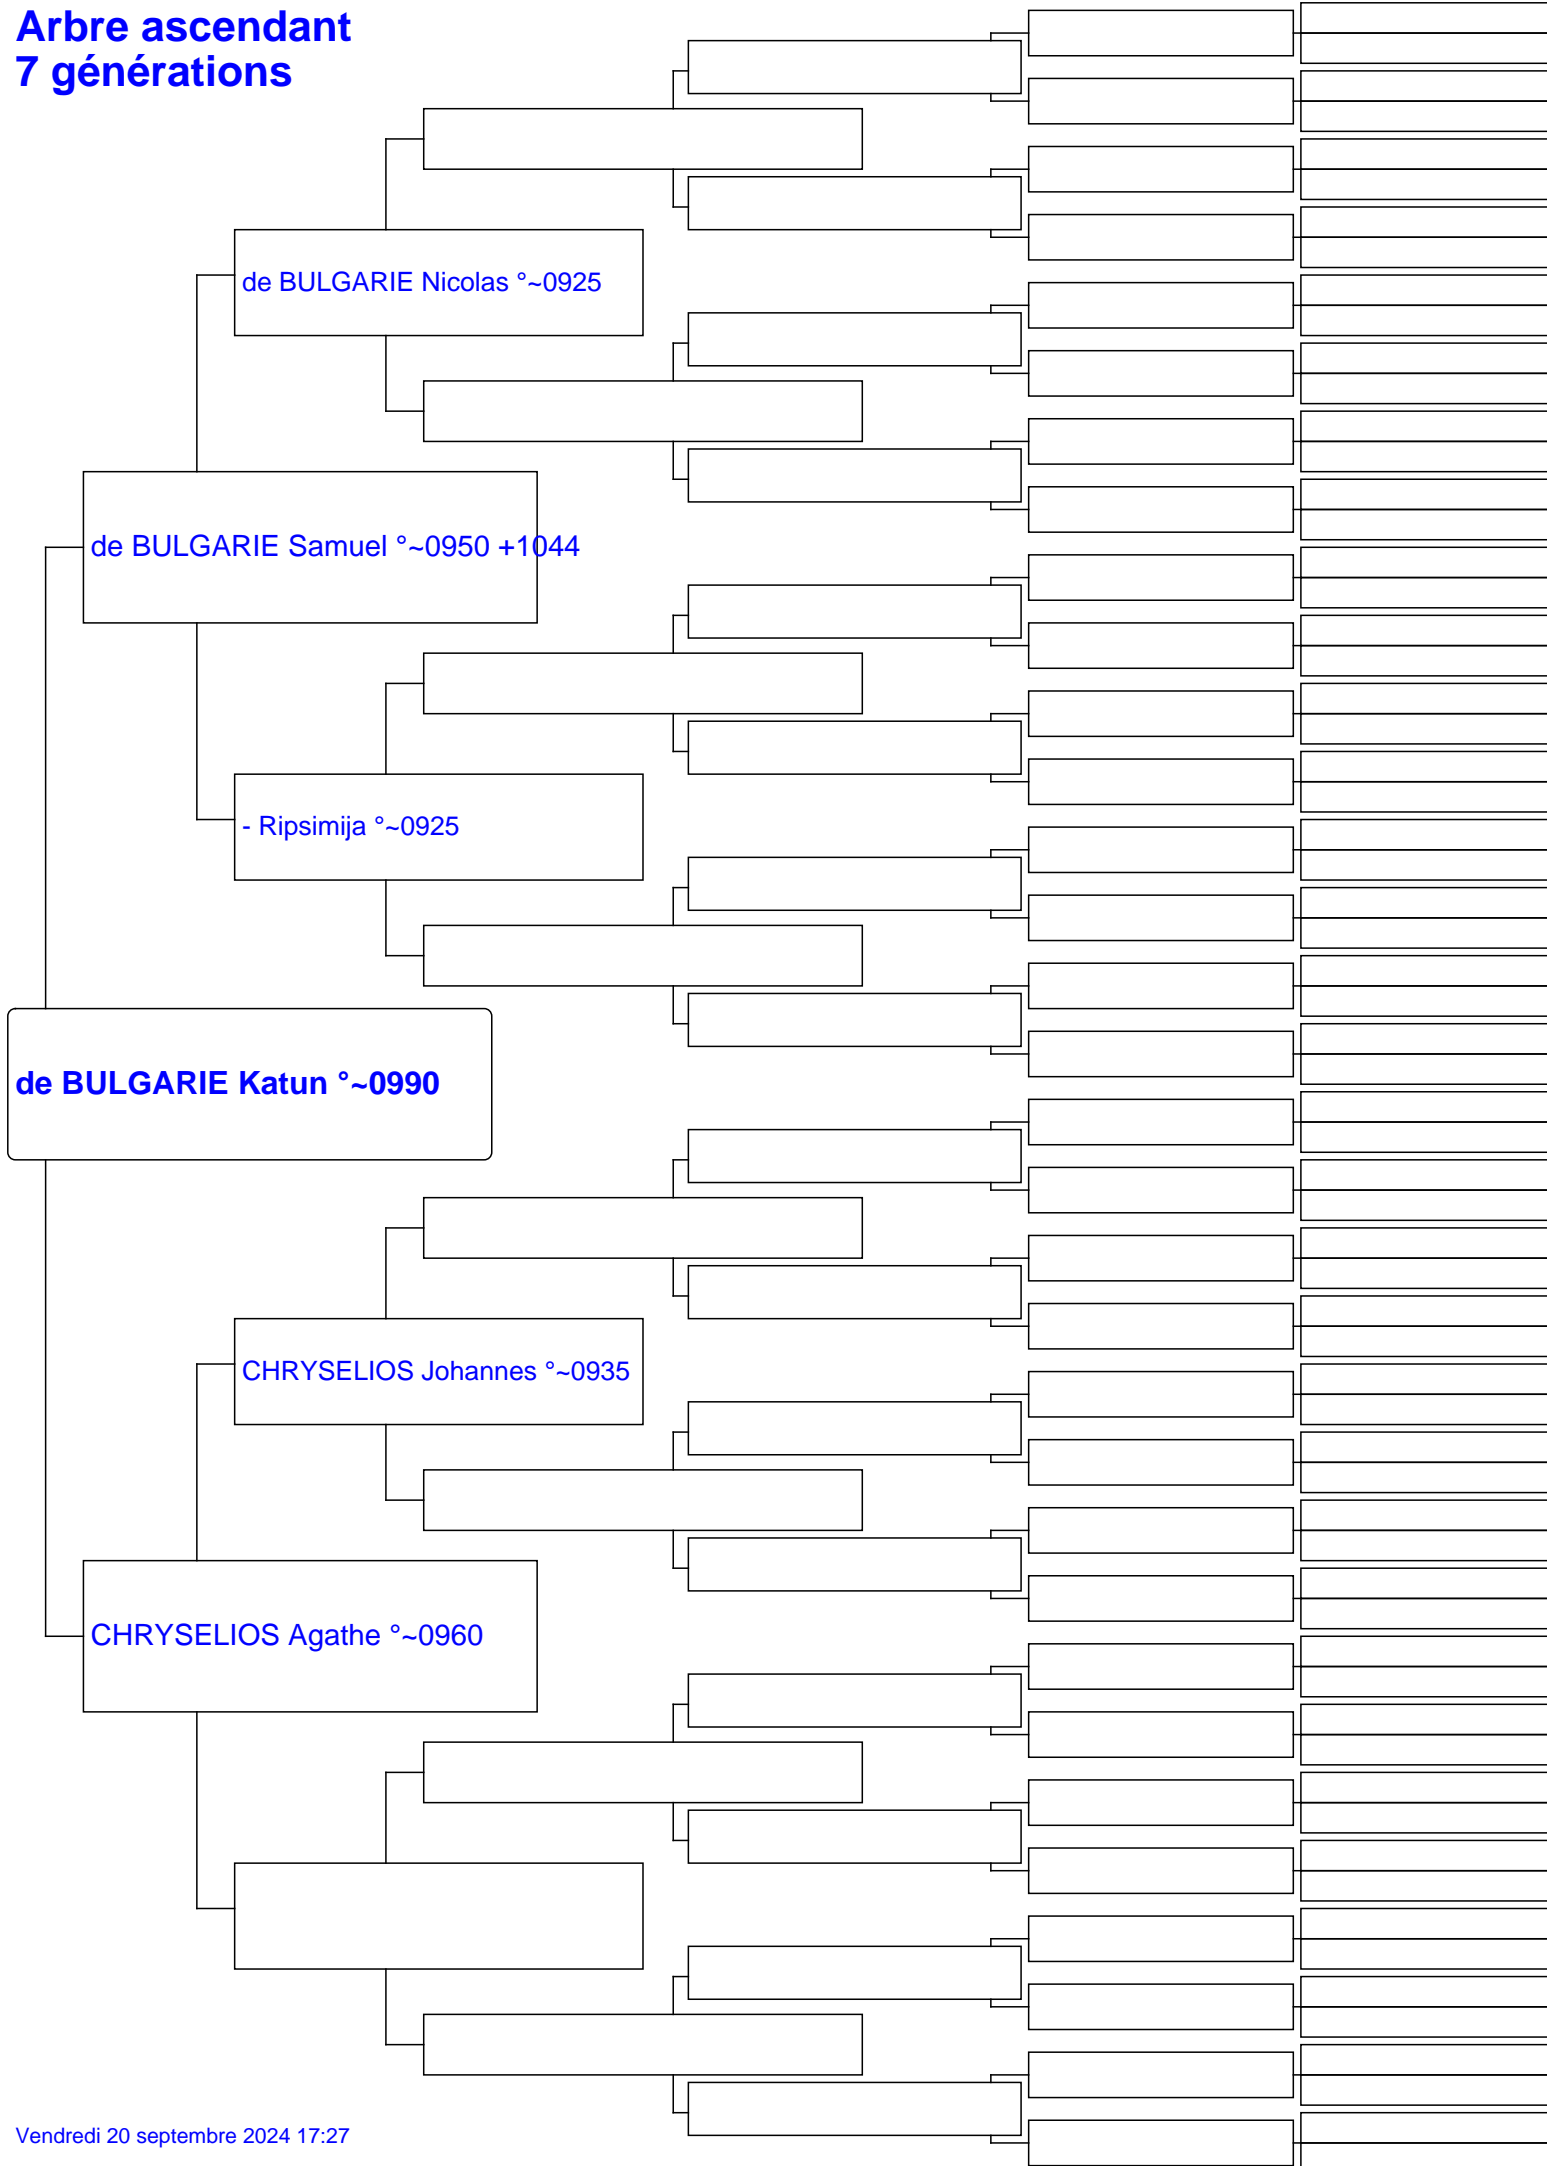 Arbre ascendant
7 générations
de BULGARIE Nicolas °~0925
de BULGARIE Samuel °~0950 +1044
- Ripsimija °~0925
de BULGARIE Katun °~0990
CHRYSELIOS Johannes °~0935
CHRYSELIOS Agathe °~0960
Vendredi 20 septembre 2024 17:27